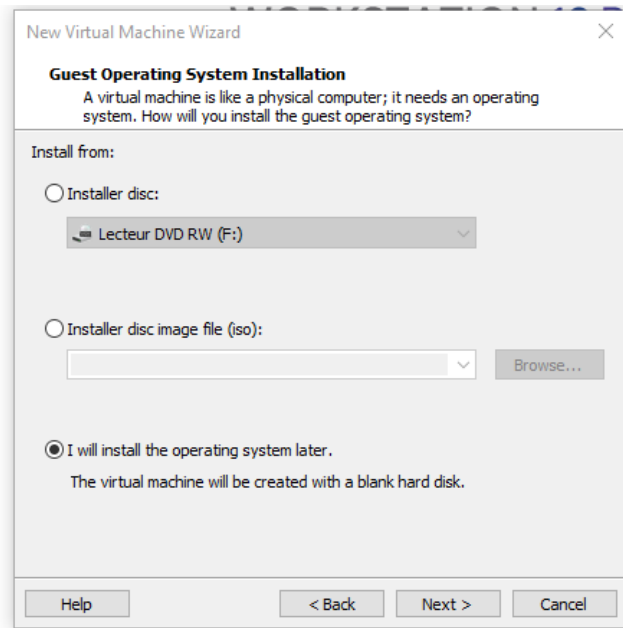 New Virtual Machine Wizard
Guest Operating System Installation
A virtual machine is like a physical computer; it needs an operating
system. How will you install the guest operating system?
Install from:
Installer disc:
Lecteur DVD RW (F:)
Installer disc image file (iso):
Browse...
I will install the operating system later.
The virtual machine will be created with a blank hard disk.
Help
< Back
Next >
Cancel